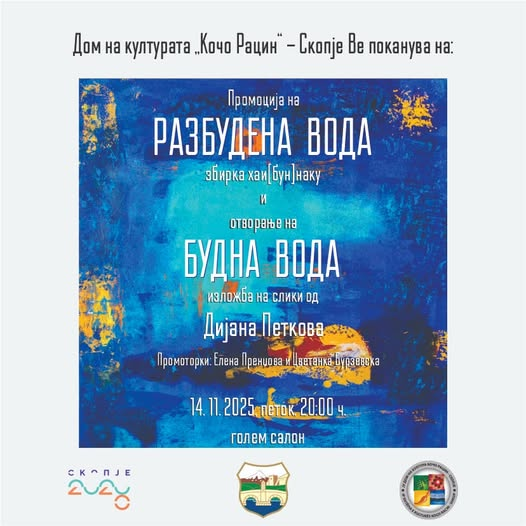 Дом на културата „Кочо Рацин“ – Скопје Ве поканува на:
Промоција на
РАЗБУДЕНА ВОДА
збирка хаи[бун]наку
и
отворање на
БУДНА ВОДА
изложба на слики од
Дијана Петкова
Промоторки: Елена Пренџова и Цветанка Бурзевска
14. 11. 2025, петок, 20:00 ч.
голем салон
СКОПЈЕ
2028